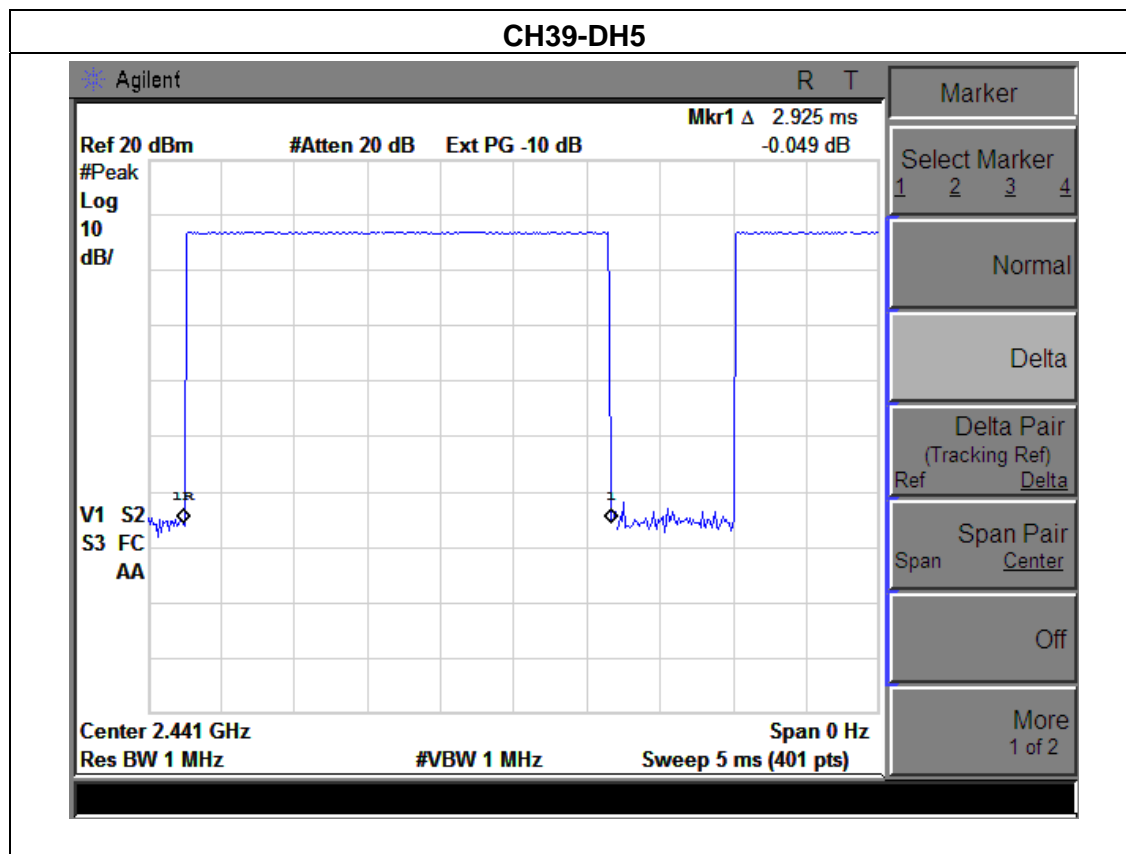 CH39-DH5
Agilent R T
Mkr1 Δ 2.925 ms
Ref 20 dBm #Atten 20 dB Ext PG -10 dB -0.049 dB
#Peak
Log
10
dB/
1R 1
V1 S2
S3 FC
AA
Center 2.441 GHz Span 0 Hz
Res BW 1 MHz #VBW 1 MHz Sweep 5 ms (401 pts)
Marker
Select Marker
1 2 3 4
Normal
Delta
Delta Pair
(Tracking Ref)
Ref Delta
Span Pair
Span Center
Off
More
1 of 2